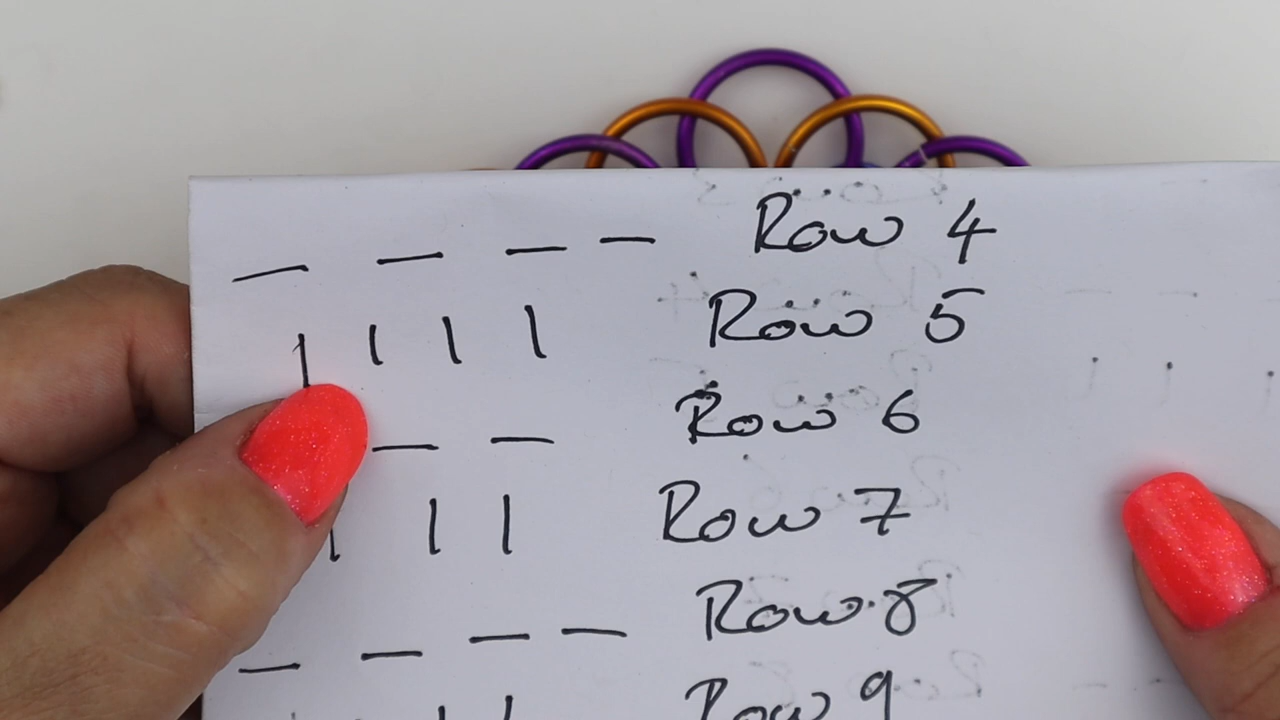 — — — — Row 4
| | | | Row 5
— — Row 6
| | | Row 7
— — — — Row 8
Row 9